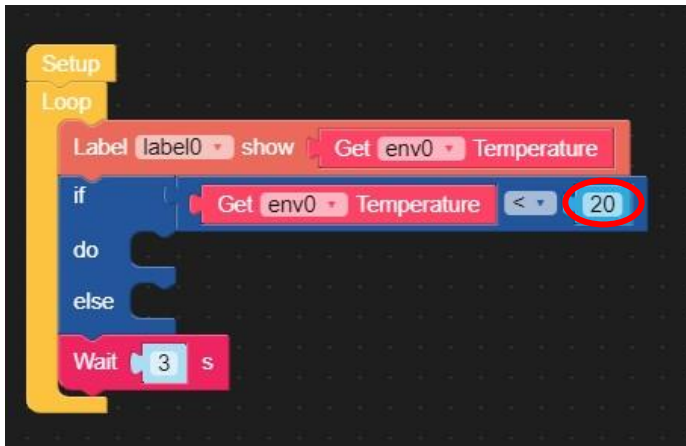 Setup
Loop
Label label0 show Get env0 Temperature
if Get env0 Temperature < 20
do
else
Wait 3 s